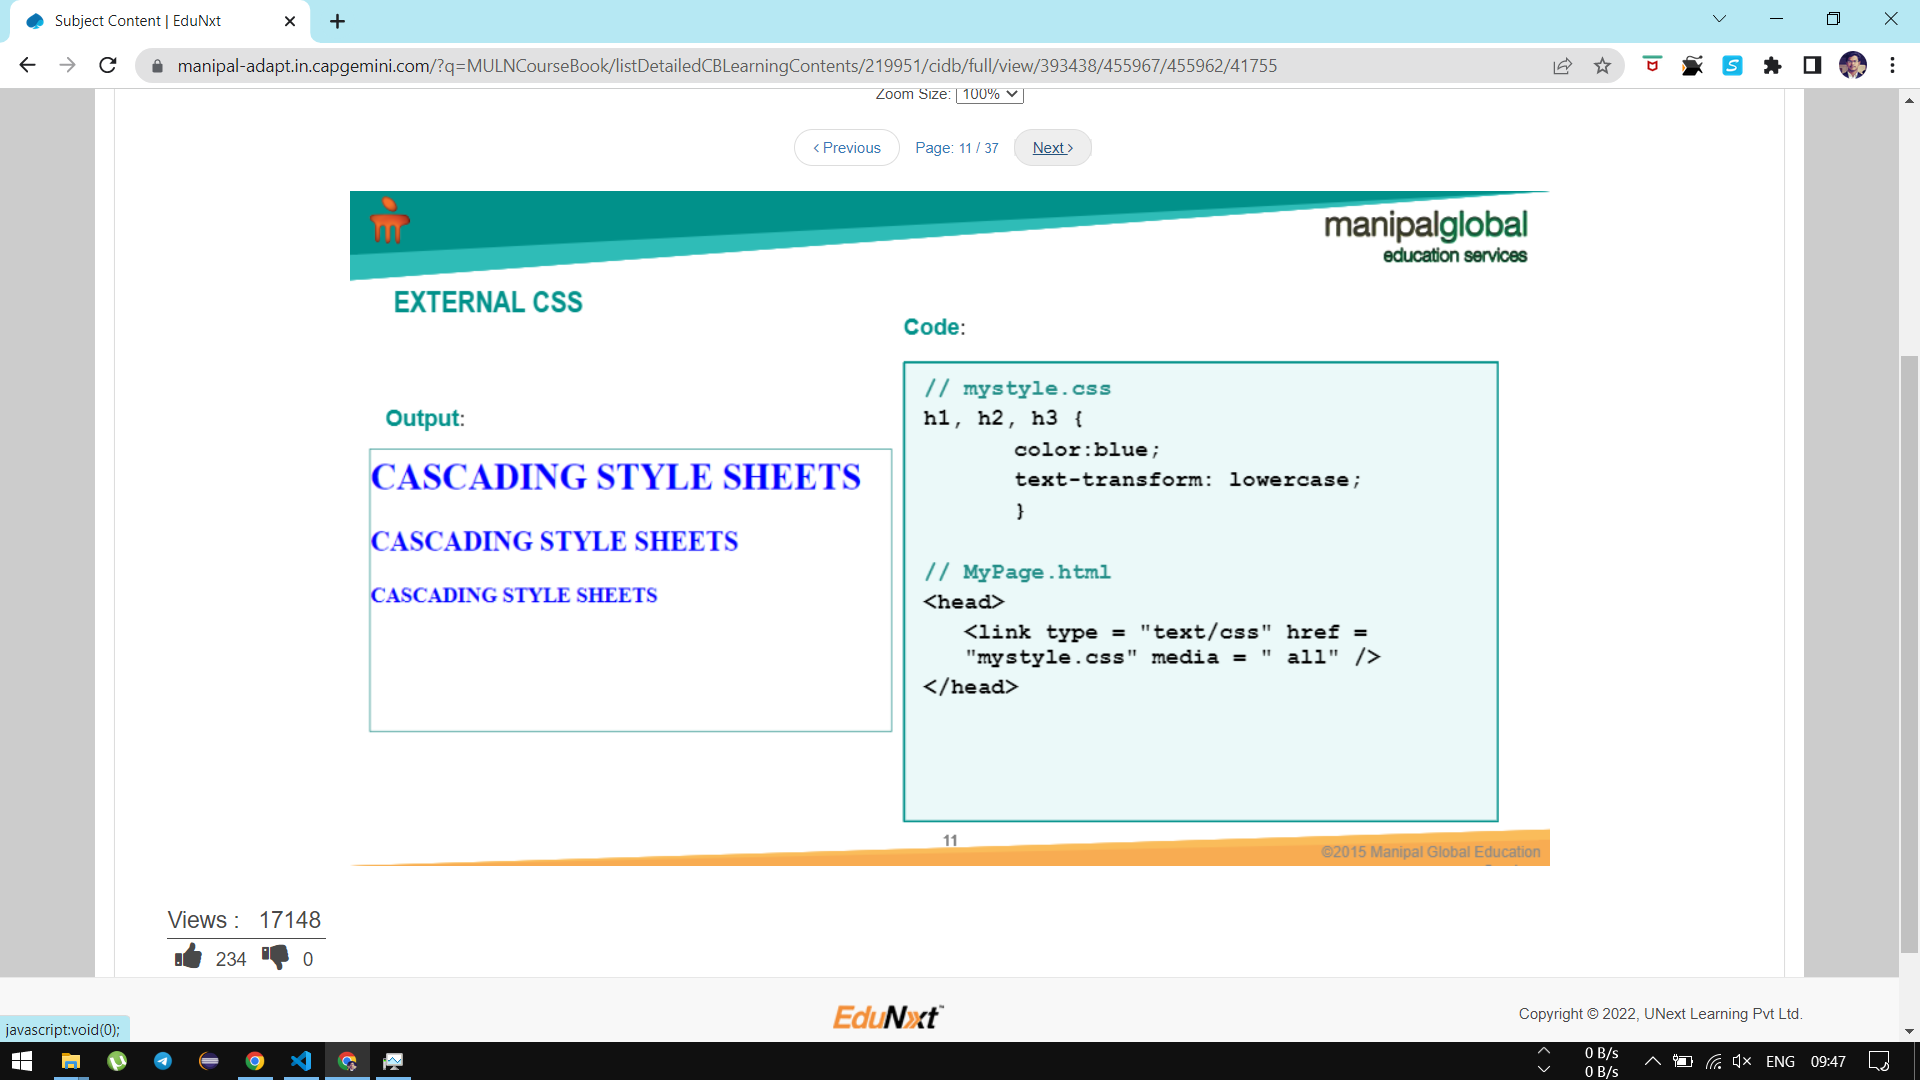 Subject Content | EduNxt
manipal-adapt.in.capgemini.com/?q=MULNCourseBook/listDetailedCBLearningContents/219951/cidb/full/view/393438/455967/455962/41755
Zoom Size: 100%
‹ Previous Page: 11 / 37 Next ›
manipalglobal
education services
EXTERNAL CSS
Output:
CASCADING STYLE SHEETS
CASCADING STYLE SHEETS
CASCADING STYLE SHEETS
Code:
// mystyle.css
h1, h2, h3 {
color:blue;
text-transform: lowercase;
}
// MyPage.html
<head>
<link type = "text/css" href =
"mystyle.css" media = " all" />
</head>
11
©2015 Manipal Global Education
Views : 17148
234 0
EduNxt™
Copyright © 2022, UNext Learning Pvt Ltd.
javascript:void(0);
0 B/s
0 B/s
ENG 09:47